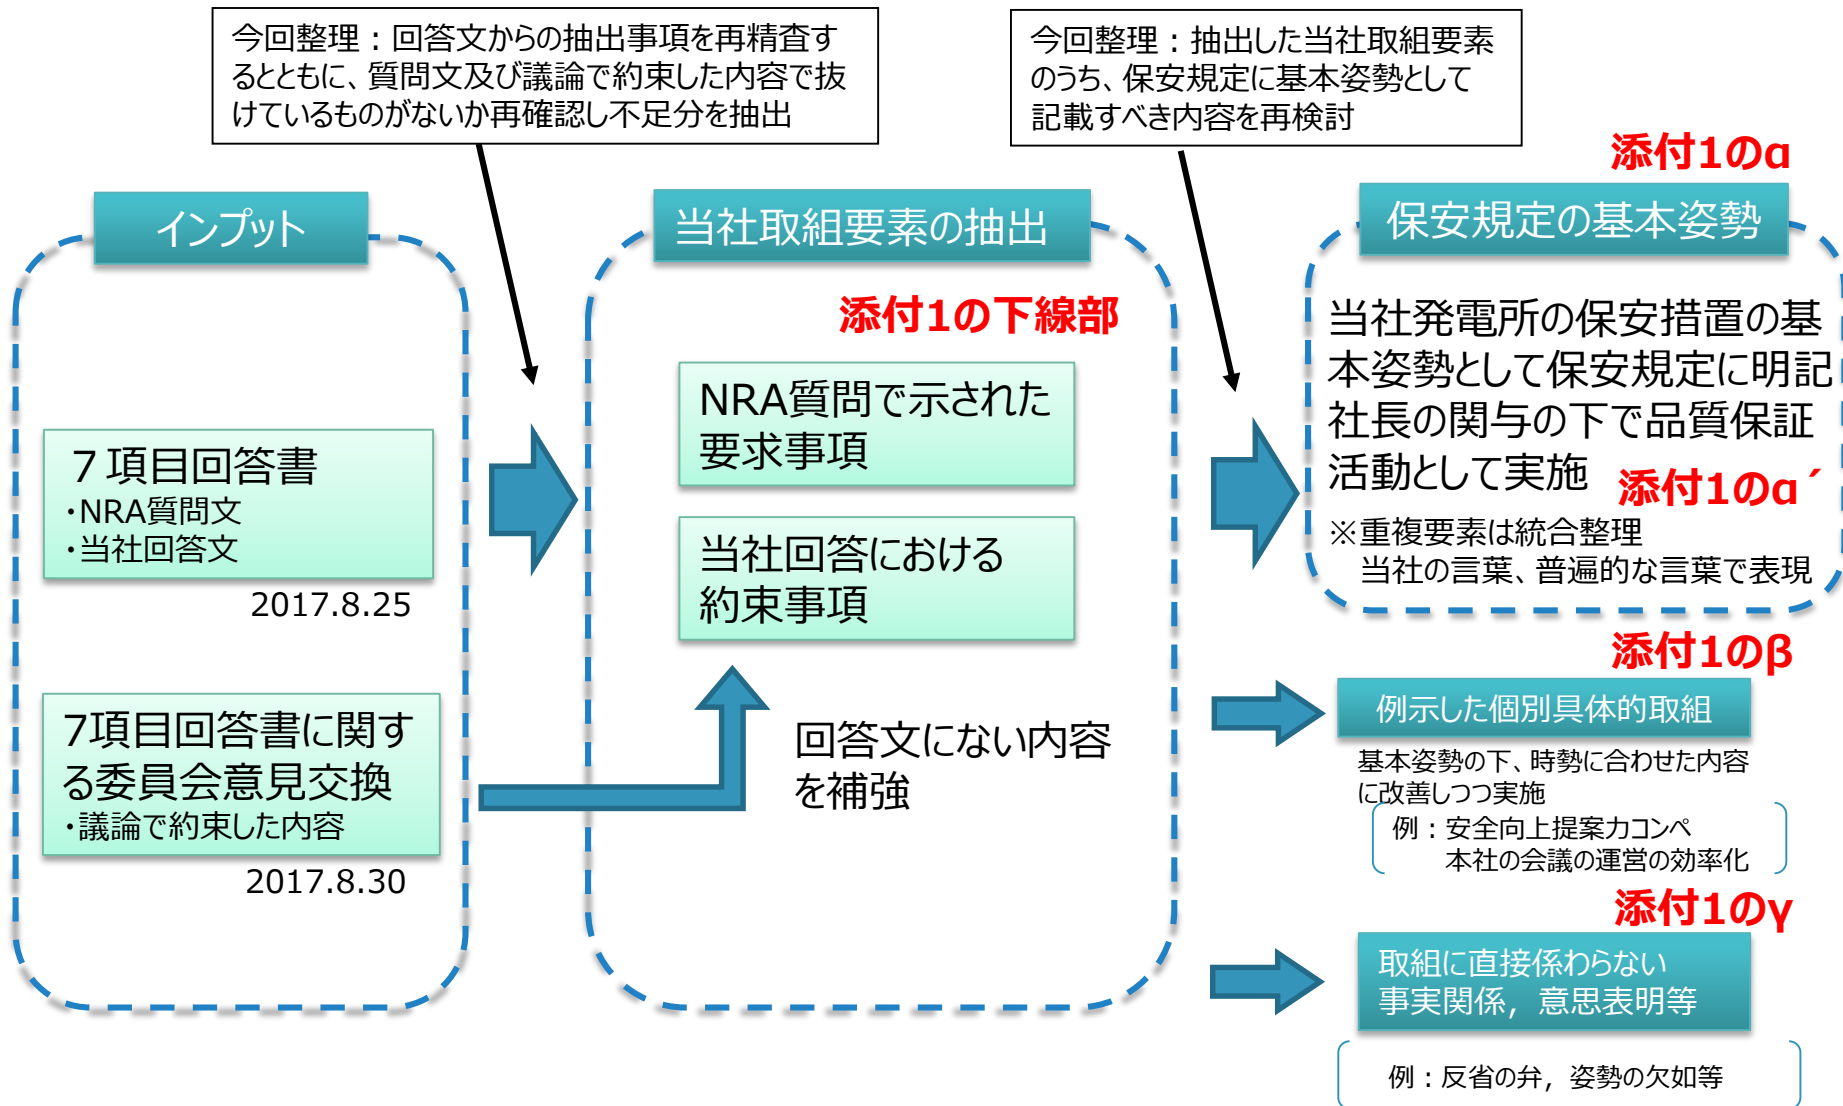 今回整理：回答文からの抽出事項を再精査す
るとともに、質問文及び議論で約束した内容で抜
けているものがないか再確認し不足分を抽出
今回整理：抽出した当社取組要素
のうち、保安規定に基本姿勢として
記載すべき内容を再検討
インプット
7項目回答書
・NRA質問文
・当社回答文
2017.8.25
7項目回答書に関す
る委員会意見交換
・議論で約束した内容
2017.8.30
当社取組要素の抽出
添付1の下線部
NRA質問で示された
要求事項
当社回答における
約束事項
回答文にない内容
を補強
添付1のα
保安規定の基本姿勢
当社発電所の保安措置の基
本姿勢として保安規定に明記
社長の関与の下で品質保証
活動として実施
添付1のα´
※重複要素は統合整理
当社の言葉、普遍的な言葉で表現
添付1のβ
例示した個別具体的取組
基本姿勢の下、時勢に合わせた内容
に改善しつつ実施
例：安全向上提案力コンペ
本社の会議の運営の効率化
添付1のγ
取組に直接係わらない
事実関係，意思表明等
例：反省の弁，姿勢の欠如等